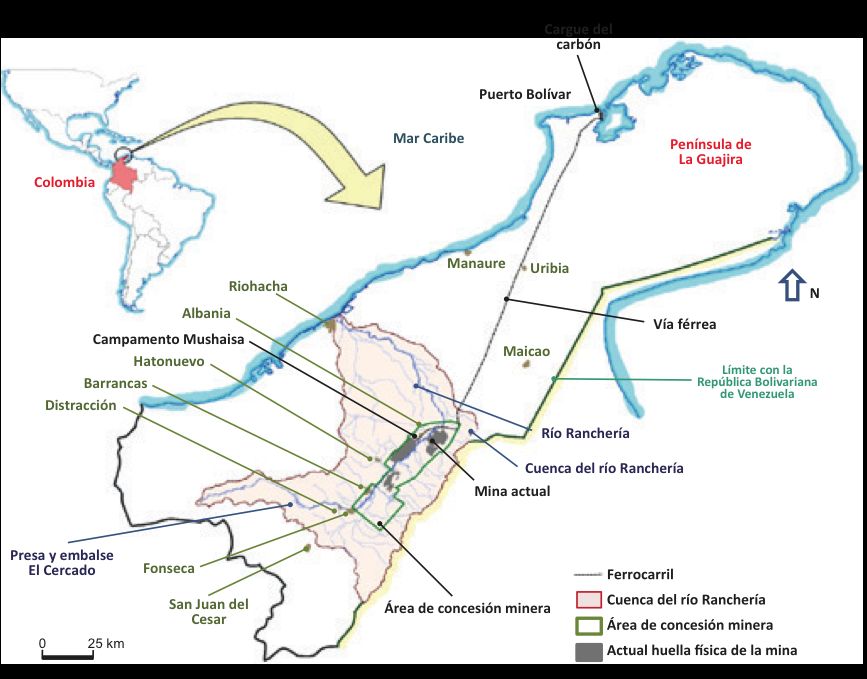 Cargue del
carbón
Puerto Bolívar
Mar Caribe
Península de
La Guajira
Colombia
Manaure
Uribia
Riohacha
N
Albania
Vía férrea
Campamento Mushaisa
Maicao
Hatonuevo
Límite con la
República Bolivariana
de Venezuela
Barrancas
Distracción
Río Ranchería
Cuenca del río Ranchería
Mina actual
Presa y embalse
El Cercado
Fonseca
San Juan del
Cesar
Área de concesión minera
Ferrocarril
Cuenca del río Ranchería
Área de concesión minera
Actual huella física de la mina
0 25 km